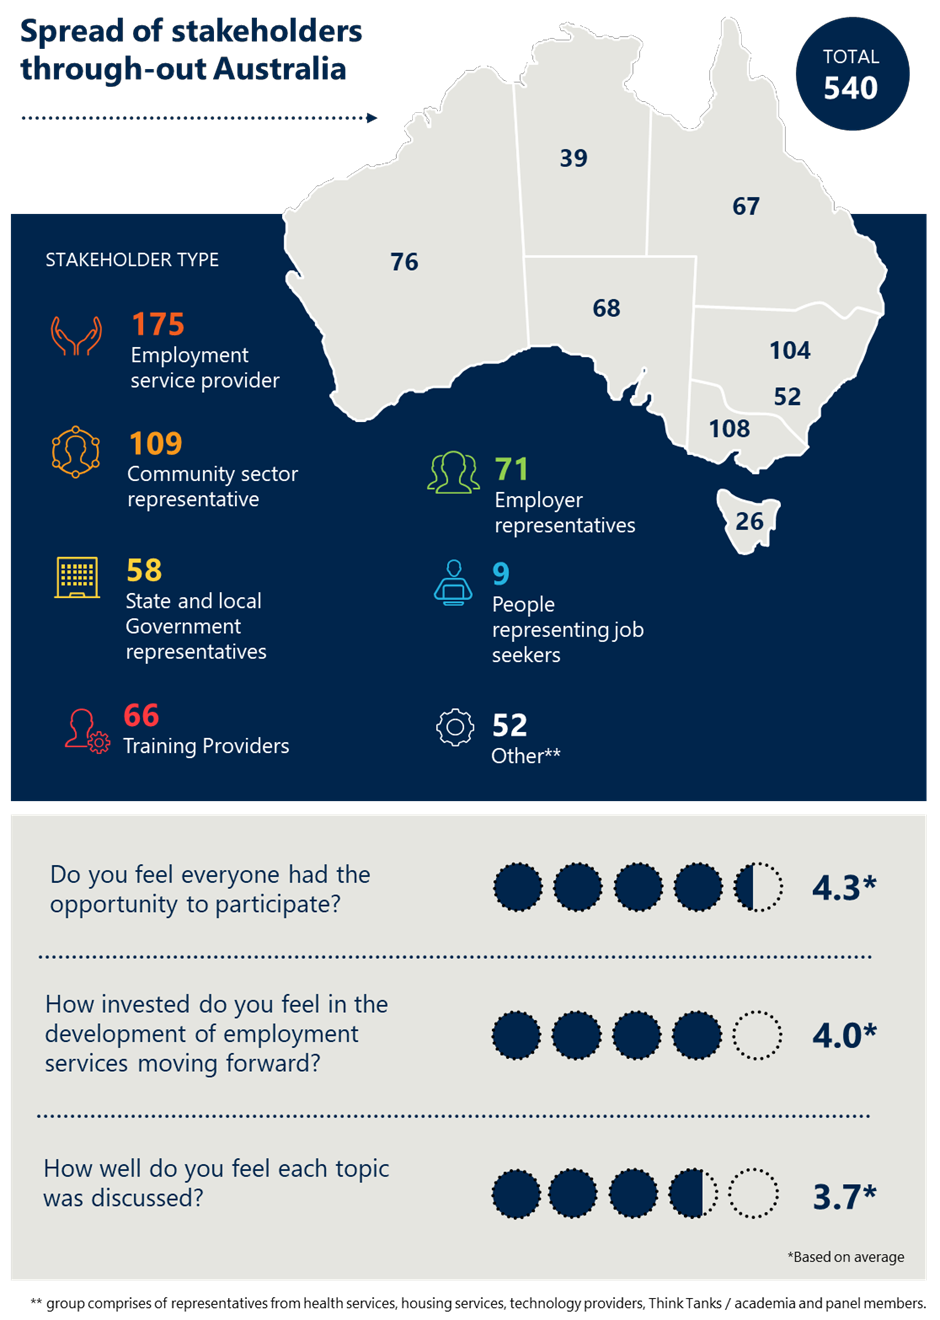 Spread of stakeholders
through-out Australia
TOTAL
540
39
67
76
68
104
52
108
26
STAKEHOLDER TYPE
175
Employment
service provider
109
Community sector
representative
58
State and local
Government
representatives
66
Training Providers
71
Employer
representatives
9
People
representing job
seekers
52
Other**
Do you feel everyone had the
opportunity to participate?
4.3*
How invested do you feel in the
development of employment
services moving forward?
4.0*
How well do you feel each topic
was discussed?
3.7*
*Based on average
** group comprises of representatives from health services, housing services, technology providers, Think Tanks / academia and panel members.